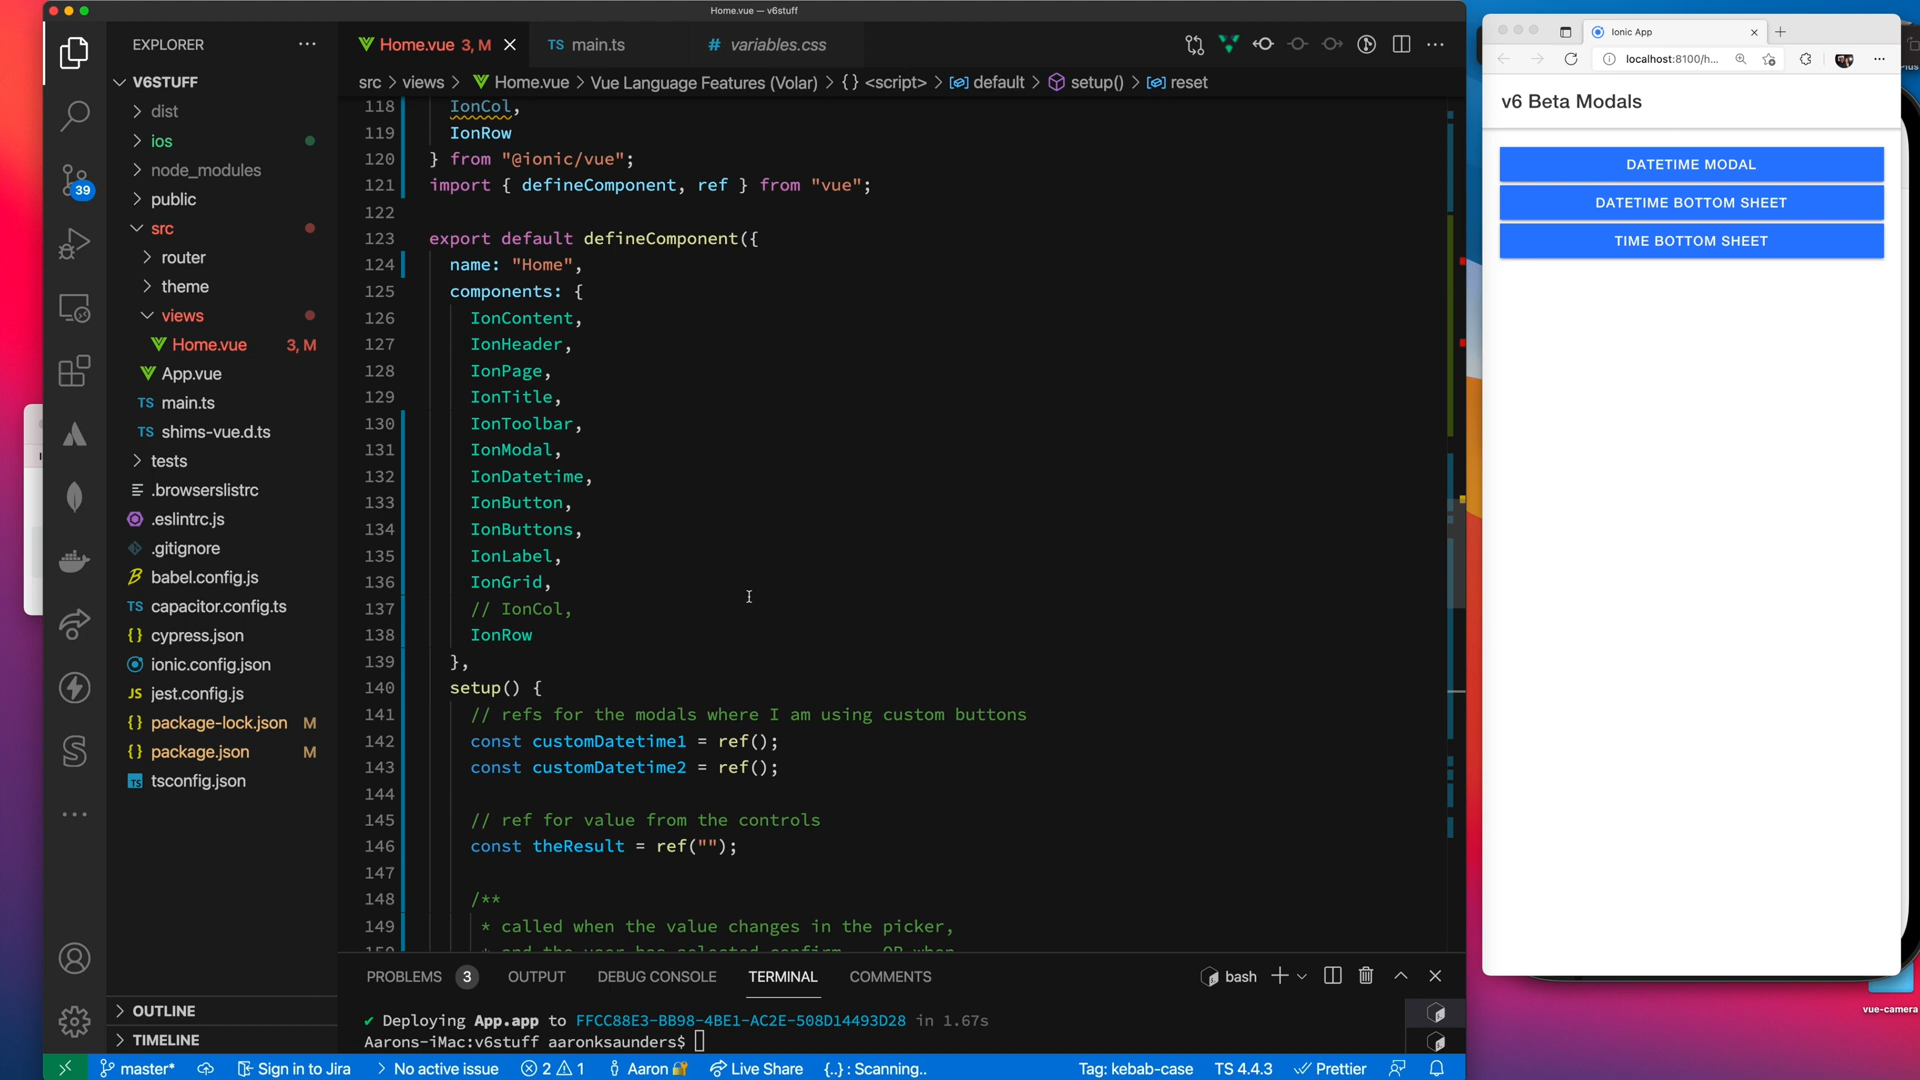 Home.vue — v6stuff
EXPLORER
Home.vue 3, M
TS main.ts
# variables.css
V6STUFF
src > views > Home.vue > Vue Language Features (Volar) > {} <script> > default > setup() > reset
dist
ios
node_modules
public
src
router
theme
views
Home.vue 3, M
App.vue
TS main.ts
TS shims-vue.d.ts
tests
.browserslistrc
.eslintrc.js
.gitignore
babel.config.js
TS capacitor.config.ts
{} cypress.json
ionic.config.json
JS jest.config.js
{} package-lock.json M
{} package.json M
tsconfig.json
OUTLINE
TIMELINE
39
118 IonCol,
119 IonRow
120 } from "@ionic/vue";
121 import { defineComponent, ref } from "vue";
122
123 export default defineComponent({
124 name: "Home",
125 components: {
126 IonContent,
127 IonHeader,
128 IonPage,
129 IonTitle,
130 IonToolbar,
131 IonModal,
132 IonDatetime,
133 IonButton,
134 IonButtons,
135 IonLabel,
136 IonGrid,
137 // IonCol,
138 IonRow
139 },
140 setup() {
141 // refs for the modals where I am using custom buttons
142 const customDatetime1 = ref();
143 const customDatetime2 = ref();
144
145 // ref for value from the controls
146 const theResult = ref("");
147
148 /**
149 * called when the value changes in the picker,
PROBLEMS 3 OUTPUT DEBUG CONSOLE TERMINAL COMMENTS
bash
✔ Deploying App.app to FFCC88E3-BB98-4BE1-AC2E-508D14493D28 in 1.67s
Aarons-iMac:v6stuff aaronksaunders$
master* Sign in to Jira No active issue 2 1 Aaron Live Share {..} : Scanning.. Tag: kebab-case TS 4.4.3 Prettier
Ionic App
localhost:8100/h...
v6 Beta Modals
DATETIME MODAL
DATETIME BOTTOM SHEET
TIME BOTTOM SHEET
vue-camera